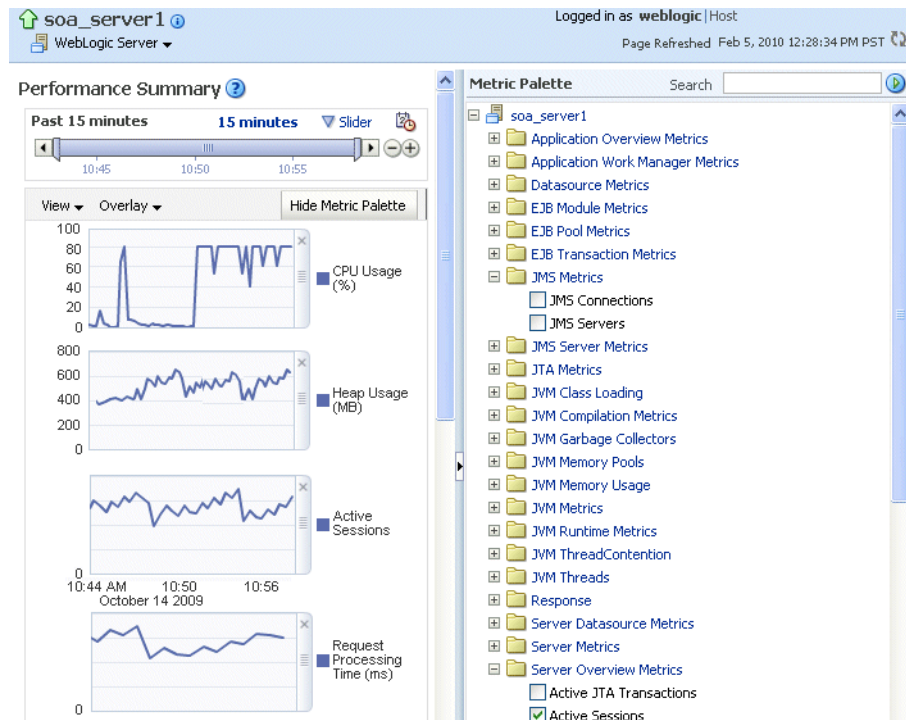 soa_server1
Logged in as weblogic|Host
WebLogic Server
Page Refreshed Feb 5, 2010 12:28:34 PM PST
Performance Summary
Past 15 minutes 15 minutes Slider
10:45 10:50 10:55
View Overlay Hide Metric Palette
100
80
60
40
20
0
CPU Usage
(%)
800
600
400
200
0
Heap Usage
(MB)
Active
Sessions
0
10:44 AM 10:50 10:56
October 14 2009
Request
Processing
Time (ms)
0
Metric Palette Search
soa_server1
Application Overview Metrics
Application Work Manager Metrics
Datasource Metrics
EJB Module Metrics
EJB Pool Metrics
EJB Transaction Metrics
JMS Metrics
JMS Connections
JMS Servers
JMS Server Metrics
JTA Metrics
JVM Class Loading
JVM Compilation Metrics
JVM Garbage Collectors
JVM Memory Pools
JVM Memory Usage
JVM Metrics
JVM Runtime Metrics
JVM ThreadContention
JVM Threads
Response
Server Datasource Metrics
Server Metrics
Server Overview Metrics
Active JTA Transactions
Active Sessions